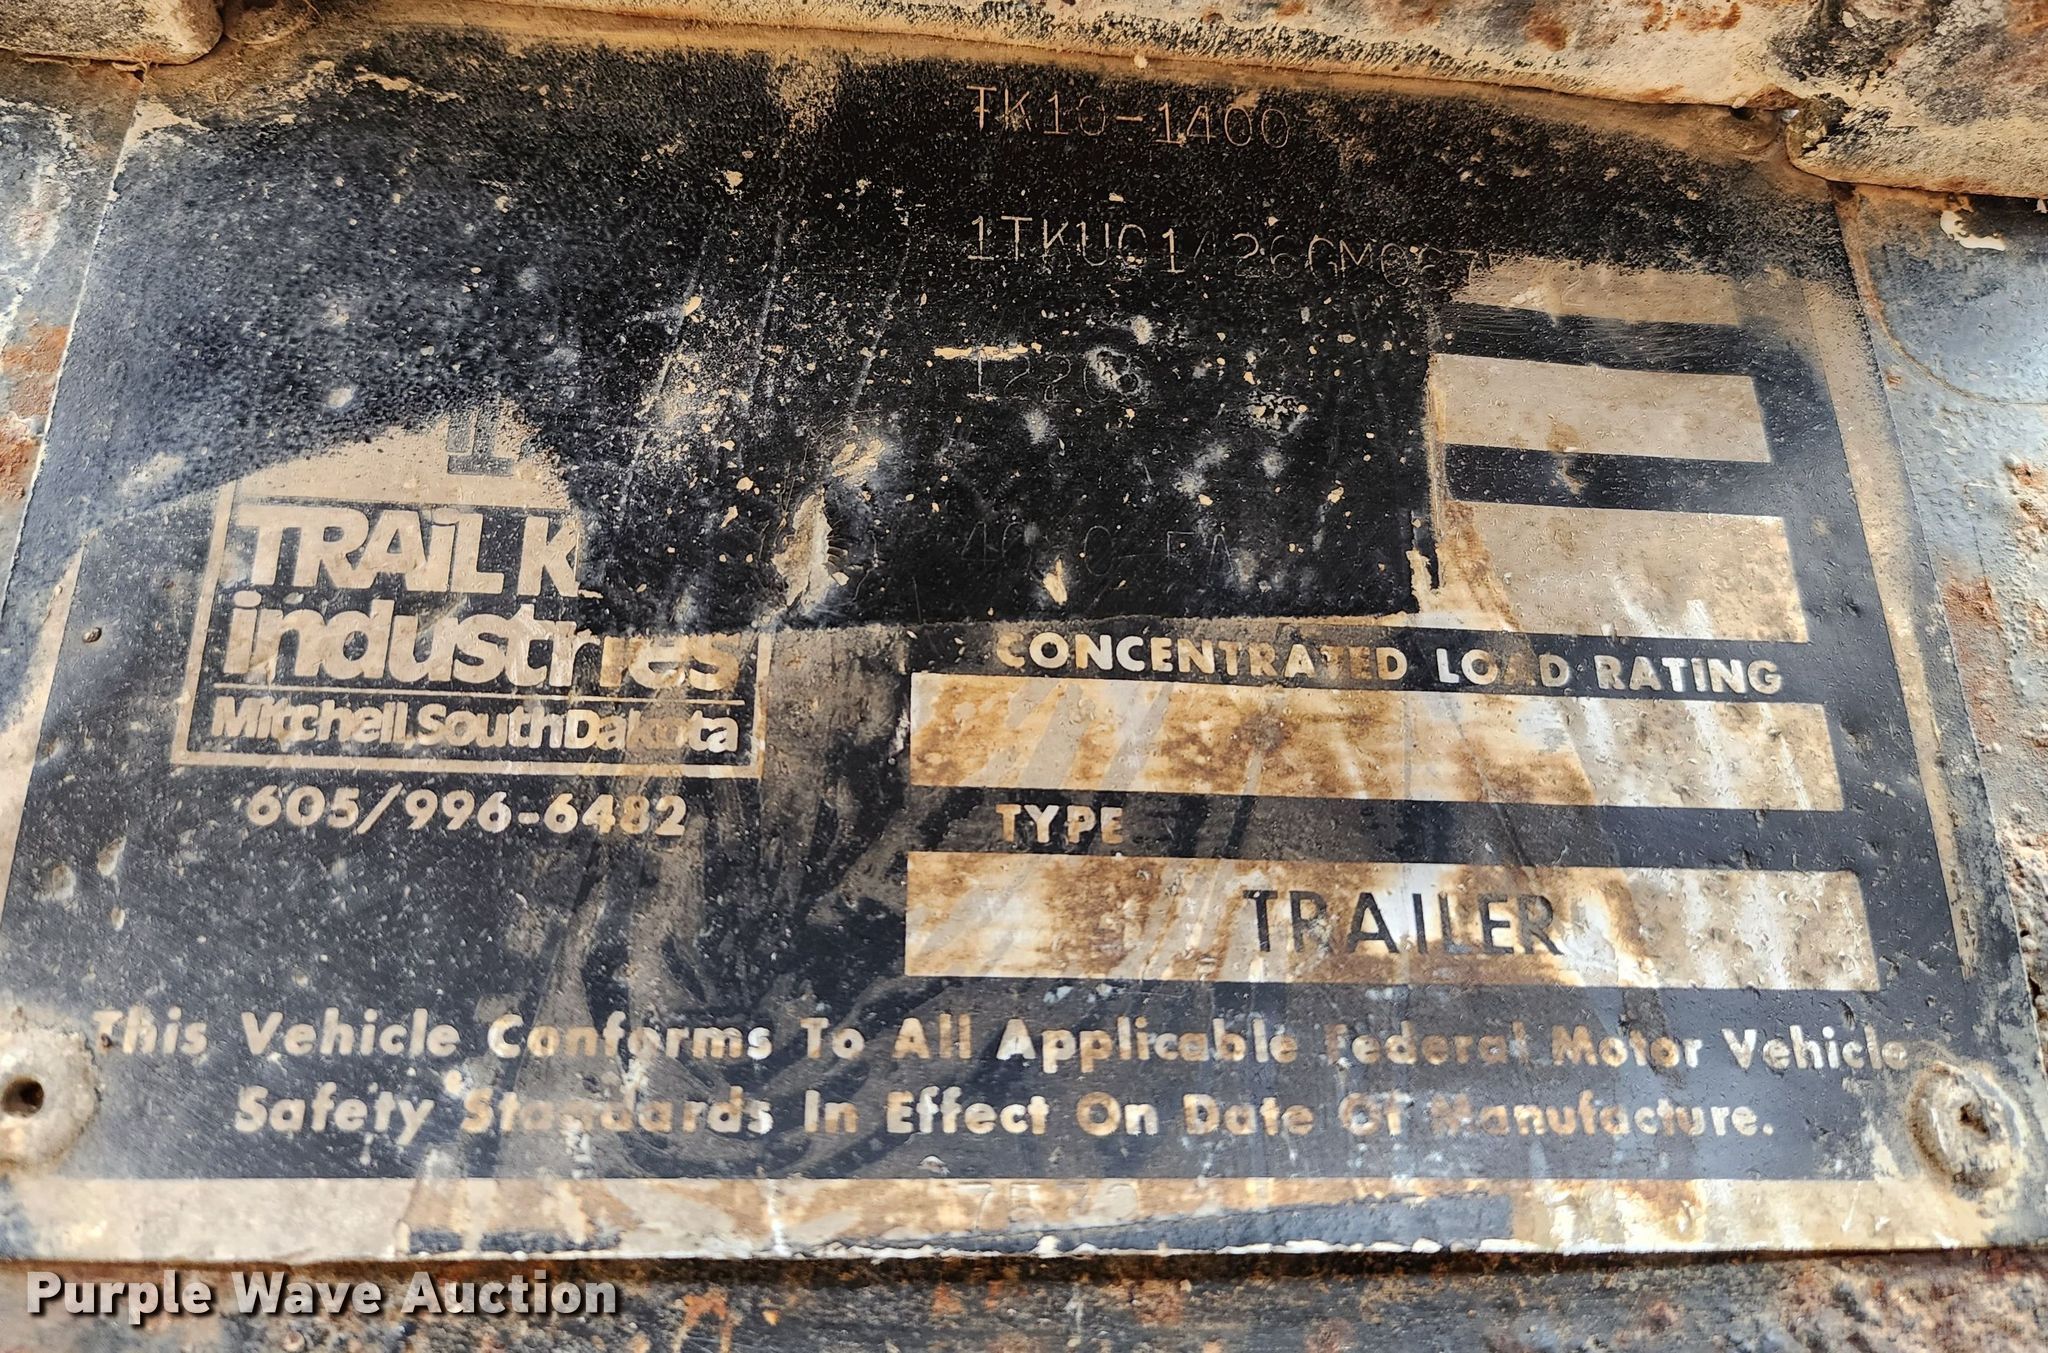 TK10-1400
TRAIL K
industries
Mitchell, South Dakota
605/996-6482
CONCENTRATED LOAD RATING
TYPE
TRAILER
This Vehicle Conforms To All Applicable Federal Motor Vehicle
Safety Standards In Effect On Date Of Manufacture.
Purple Wave Auction